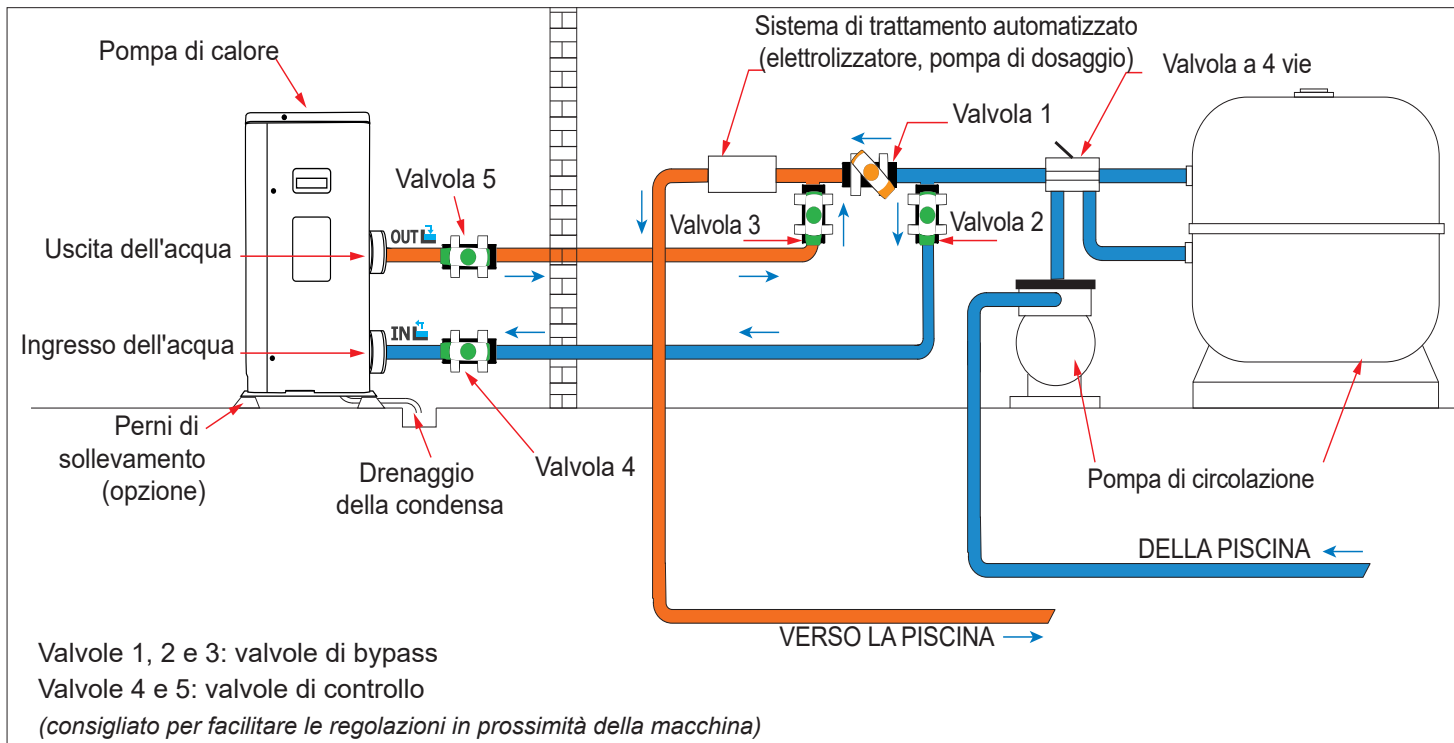 Sistema di trattamento automatizzato
(elettrolizzatore, pompa di dosaggio)
Pompa di calore
Valvola a 4 vie
Valvola 1
Valvola 5
Valvola 3
Valvola 2
OUT
Uscita dell'acqua
IN
Ingresso dell'acqua
Perni di
sollevamento
(opzione)
Drenaggio
della condensa
Valvola 4
Pompa di circolazione
DELLA PISCINA
VERSO LA PISCINA
Valvole 1, 2 e 3: valvole di bypass
Valvole 4 e 5: valvole di controllo
(consigliato per facilitare le regolazioni in prossimità della macchina)